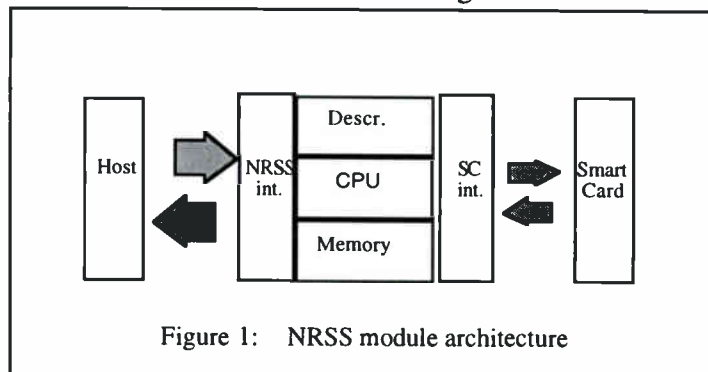 Descr.
Host
NRSS
int.
CPU
SC
int.
Smart
Card
Memory
Figure 1: NRSS module architecture